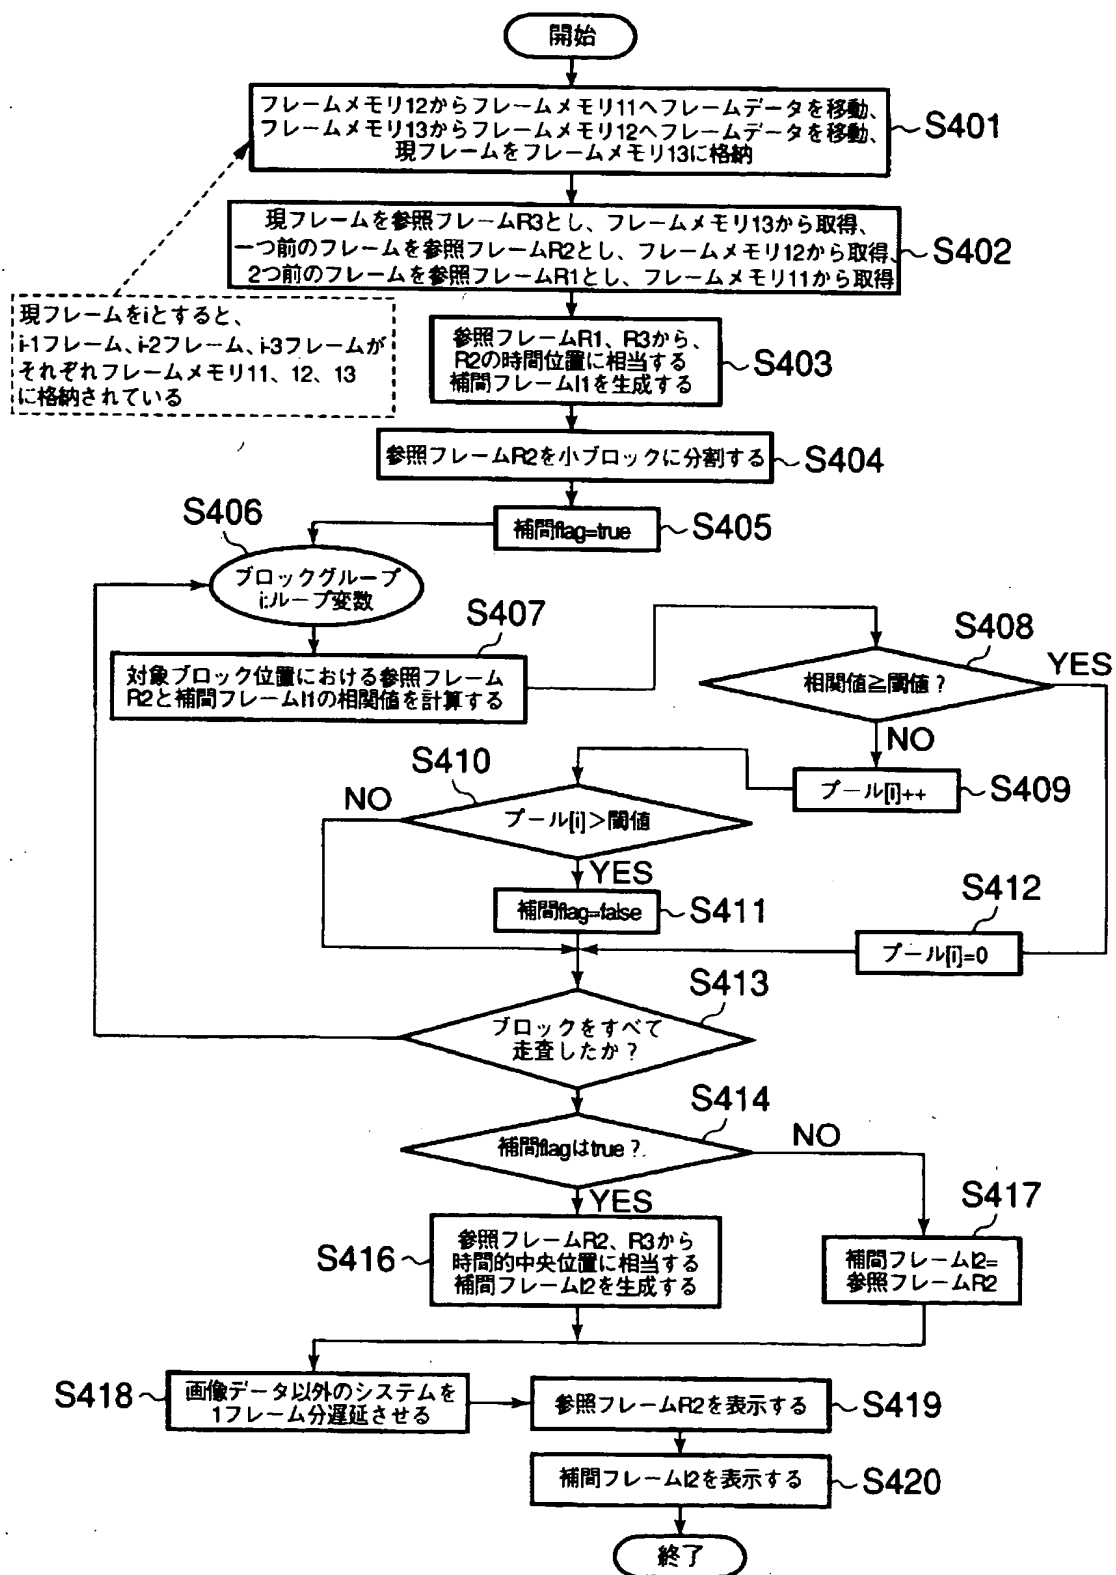 開始
フレームメモリ12からフレームメモリ11へフレームデータを移動、
フレームメモリ13からフレームメモリ12へフレームデータを移動、
現フレームをフレームメモリ13に格納
S401
現フレームを参照フレームR3とし、フレームメモリ13から取得、
一つ前のフレームを参照フレームR2とし、フレームメモリ12から取得、
2つ前のフレームを参照フレームR1とし、フレームメモリ11から取得
S402
現フレームをiとすると、
i-1フレーム、i-2フレーム、i-3フレームが
それぞれフレームメモリ11、12、13
に格納されている
参照フレームR1、R3から、
R2の時間位置に相当する
補間フレームI1を生成する
S403
参照フレームR2を小ブロックに分割する
S404
補間flag=true
S405
S406
ブロックグループ
i:ループ変数
S407
対象ブロック位置における参照フレーム
R2と補間フレームI1の相関値を計算する
S408
相関値≧閾値？
YES
NO
プール[i]++
S409
S410
NO
プール[i]＞閾値
YES
補間flag=false
S411
S412
プール[i]=0
S413
ブロックをすべて
走査したか？
S414
補間flagはtrue？
NO
YES
S416
参照フレームR2、R3から
時間的中央位置に相当する
補間フレームI2を生成する
S417
補間フレームI2=
参照フレームR2
S418
画像データ以外のシステムを
1フレーム分遅延させる
参照フレームR2を表示する
S419
補間フレームI2を表示する
S420
終了